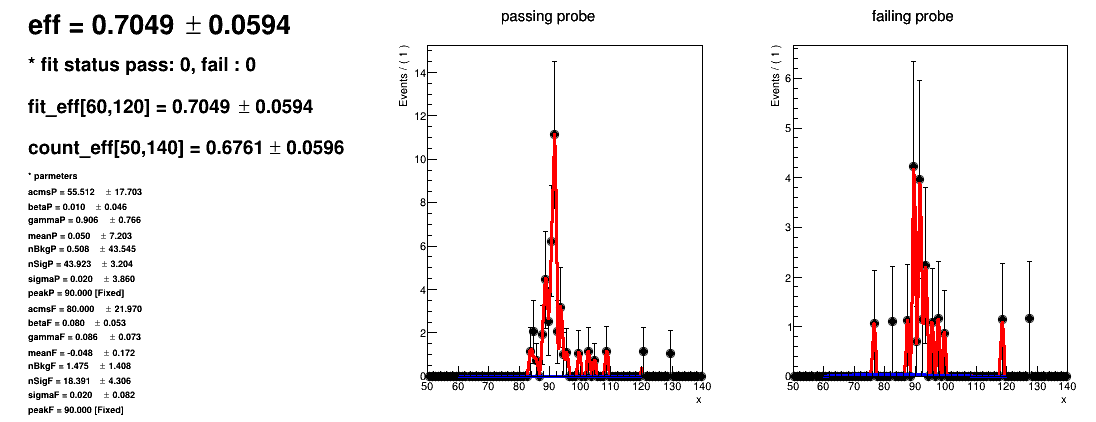 eff = 0.7049 ± 0.0594
* fit status pass: 0, fail : 0
fit_eff[60,120] = 0.7049 ± 0.0594
count_eff[50,140] = 0.6761 ± 0.0596
* parmeters
acmsP = 55.512 ± 17.703
betaP = 0.010 ± 0.046
gammaP = 0.906 ± 0.766
meanP = 0.050 ± 7.203
nBkgP = 0.508 ± 43.545
nSigP = 43.923 ± 3.204
sigmaP = 0.020 ± 3.860
peakP = 90.000 [Fixed]
acmsF = 80.000 ± 21.970
betaF = 0.080 ± 0.053
gammaF = 0.086 ± 0.073
meanF = -0.048 ± 0.172
nBkgF = 1.475 ± 1.408
nSigF = 18.391 ± 4.306
sigmaF = 0.020 ± 0.082
peakF = 90.000 [Fixed]
passing probe
Events / ( 1 )
14
12
10
8
6
4
2
0
50 60 70 80 90 100 110 120 130 140
x
failing probe
Events / ( 1 )
6
5
4
3
2
1
0
50 60 70 80 90 100 110 120 130 140
x